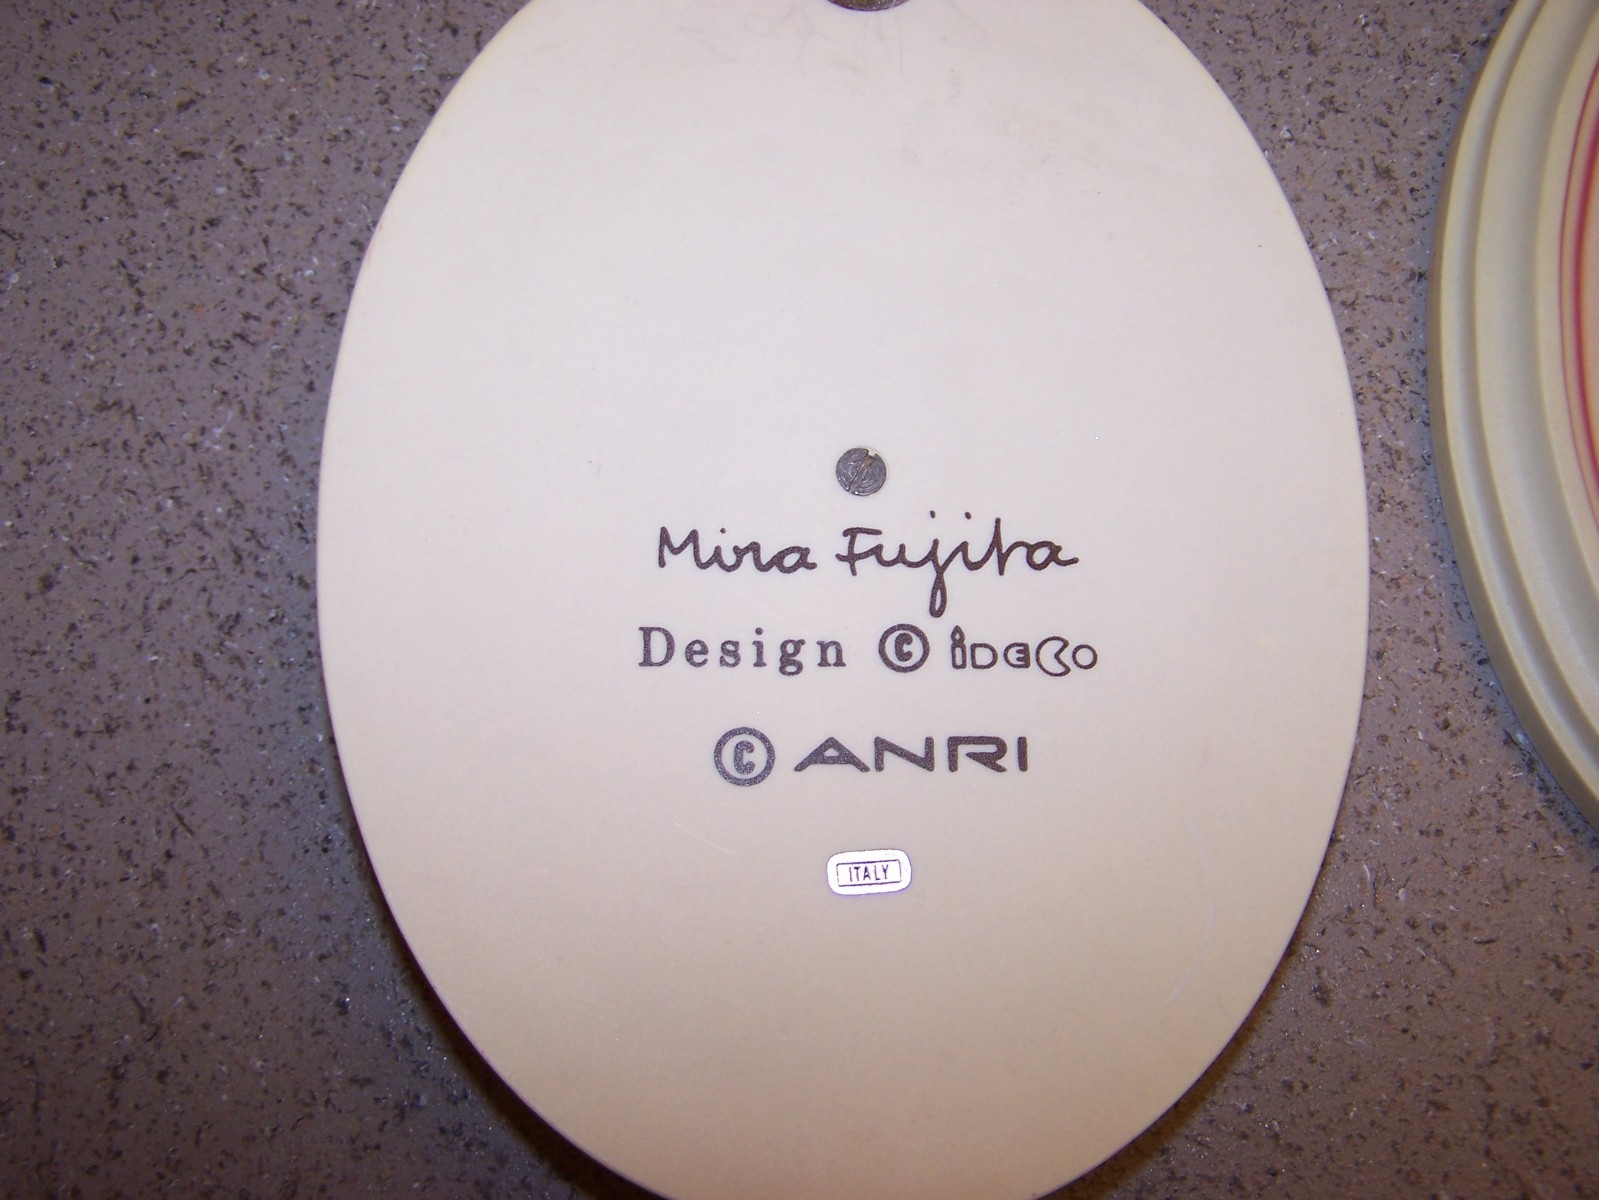 Mira Fujita
Design © iDECO
© ANRI
ITALY